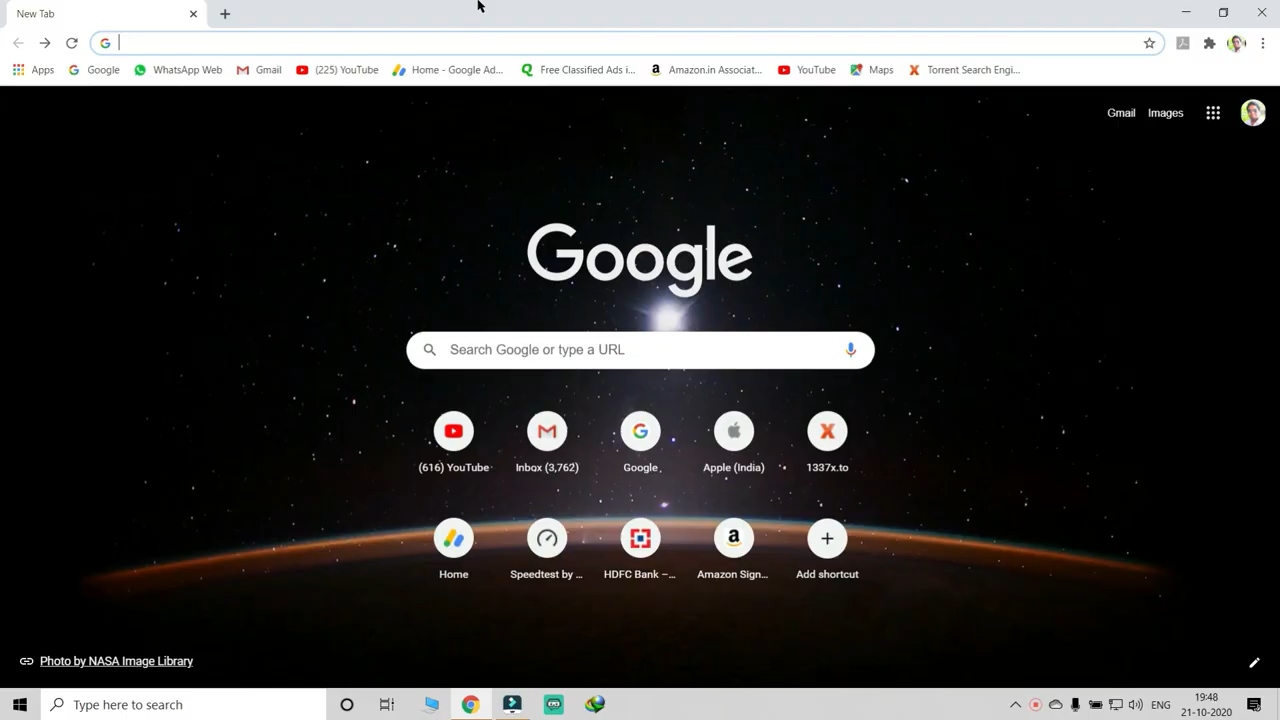 New Tab
Apps
Google
WhatsApp Web
Gmail
(225) YouTube
Home - Google Ad...
Free Classified Ads i...
Amazon.in Associat...
YouTube
Maps
Torrent Search Engi...
Gmail
Images
Google
Search Google or type a URL
(616) YouTube
Inbox (3,762)
Google
Apple (India)
1337x.to
Home
Speedtest by ...
HDFC Bank –...
Amazon Sign...
Add shortcut
Photo by NASA Image Library
Type here to search
ENG
19:48
21-10-2020